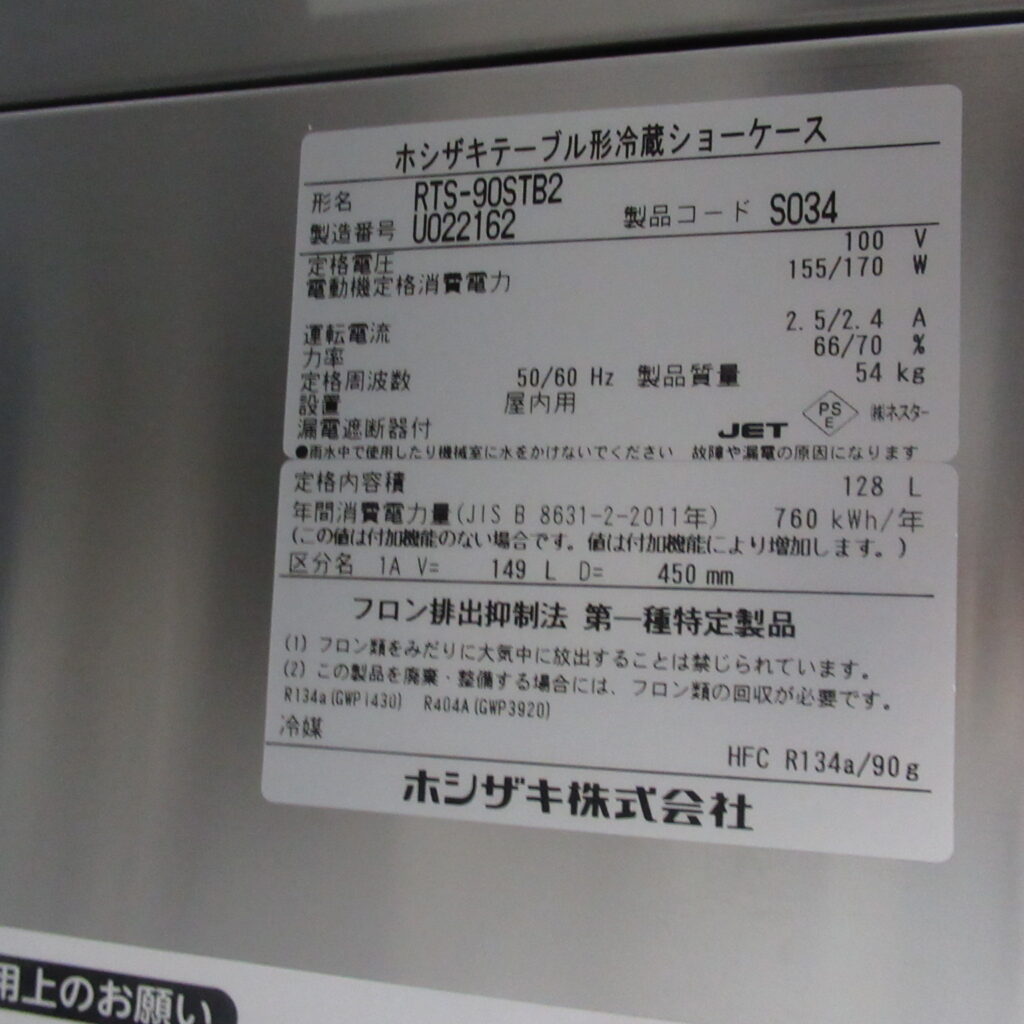 ホシザキテーブル形冷蔵ショーケース
形名 RTS-90STB2
製造番号 U022162 製品コード S034
定格電圧 100 V
電動機定格消費電力 155/170 W
運転電流 2.5/2.4 A
力率 66/70 %
定格周波数 50/60 Hz 製品質量 54 kg
設置 屋内用
漏電遮断器付 JET PS E ㈱ネスター
●雨水中で使用したり機械室に水をかけないでください 故障や漏電の原因になります
定格内容積 128 L
年間消費電力量(JIS B 8631-2-2011年) 760 kWh/年
(この値は付加機能のない場合です。値は付加機能により増加します。)
区分名 1A V= 149 L D= 450 mm
フロン排出抑制法 第一種特定製品
(1) フロン類をみだりに大気中に放出することは禁じられています。
(2) この製品を廃棄・整備する場合には、フロン類の回収が必要です。
R134a(GWP1430) R404A(GWP3920)
冷媒
HFC R134a/90g
ホシザキ株式会社
用上のお願い